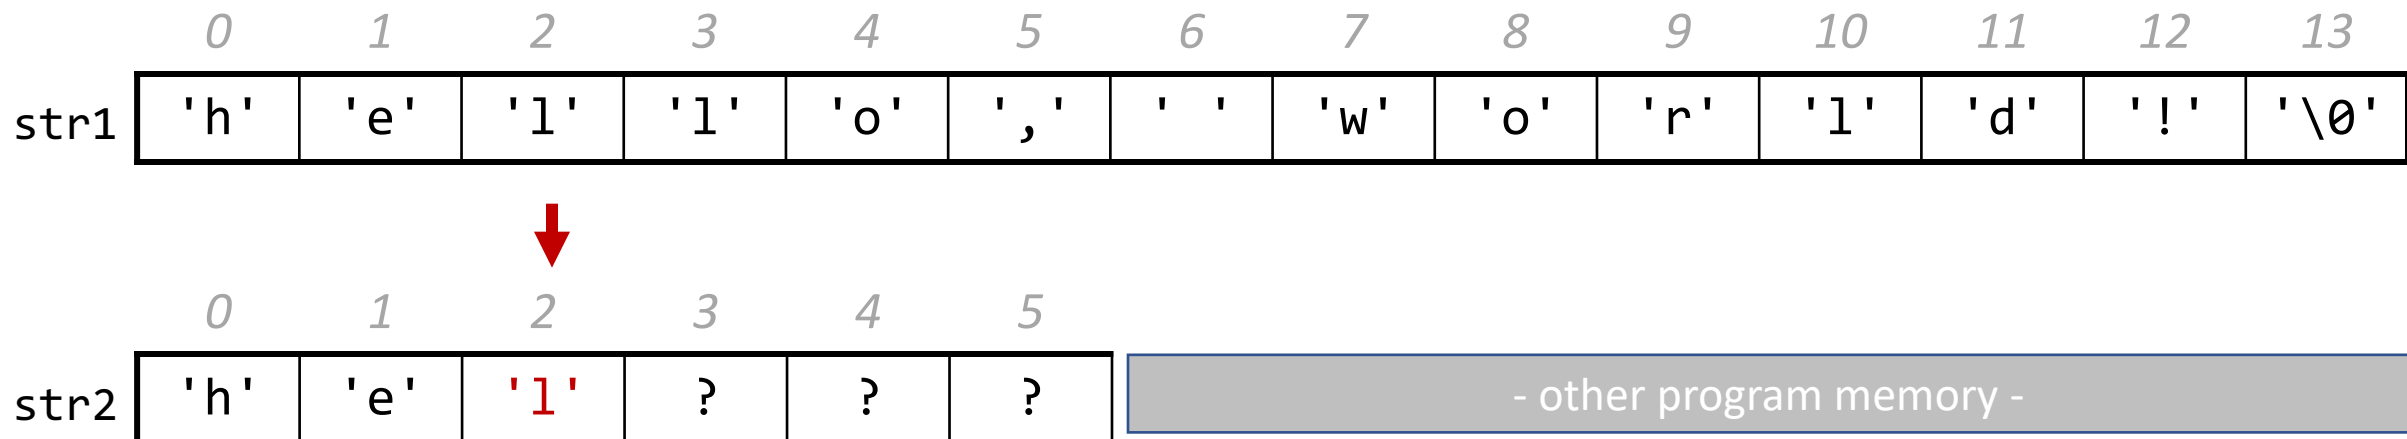 0 1 2 3 4 5 6 7 8 9 10 11 12 13
str1 'h' 'e' 'l' 'l' 'o' ',' ' ' 'w' 'o' 'r' 'l' 'd' '!' '\0'
0 1 2 3 4 5
str2 'h' 'e' 'l' ? ? ? - other program memory -